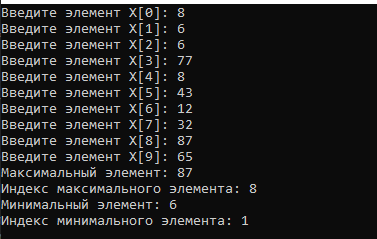 Введите элемент X[0]: 8
Введите элемент X[1]: 6
Введите элемент X[2]: 6
Введите элемент X[3]: 77
Введите элемент X[4]: 8
Введите элемент X[5]: 43
Введите элемент X[6]: 12
Введите элемент X[7]: 32
Введите элемент X[8]: 87
Введите элемент X[9]: 65
Максимальный элемент: 87
Индекс максимального элемента: 8
Минимальный элемент: 6
Индекс минимального элемента: 1